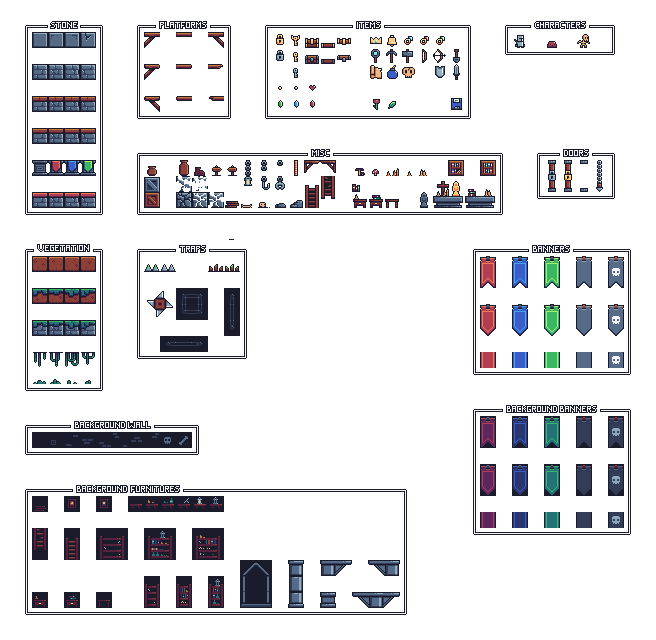 STONE
PLATFORMS
ITEMS
CHARACTERS
MISC
DOORS
VEGETATION
TRAPS
BANNERS
BACKGROUND WALL
BACKGROUND BANNERS
BACKGROUND FURNITURES